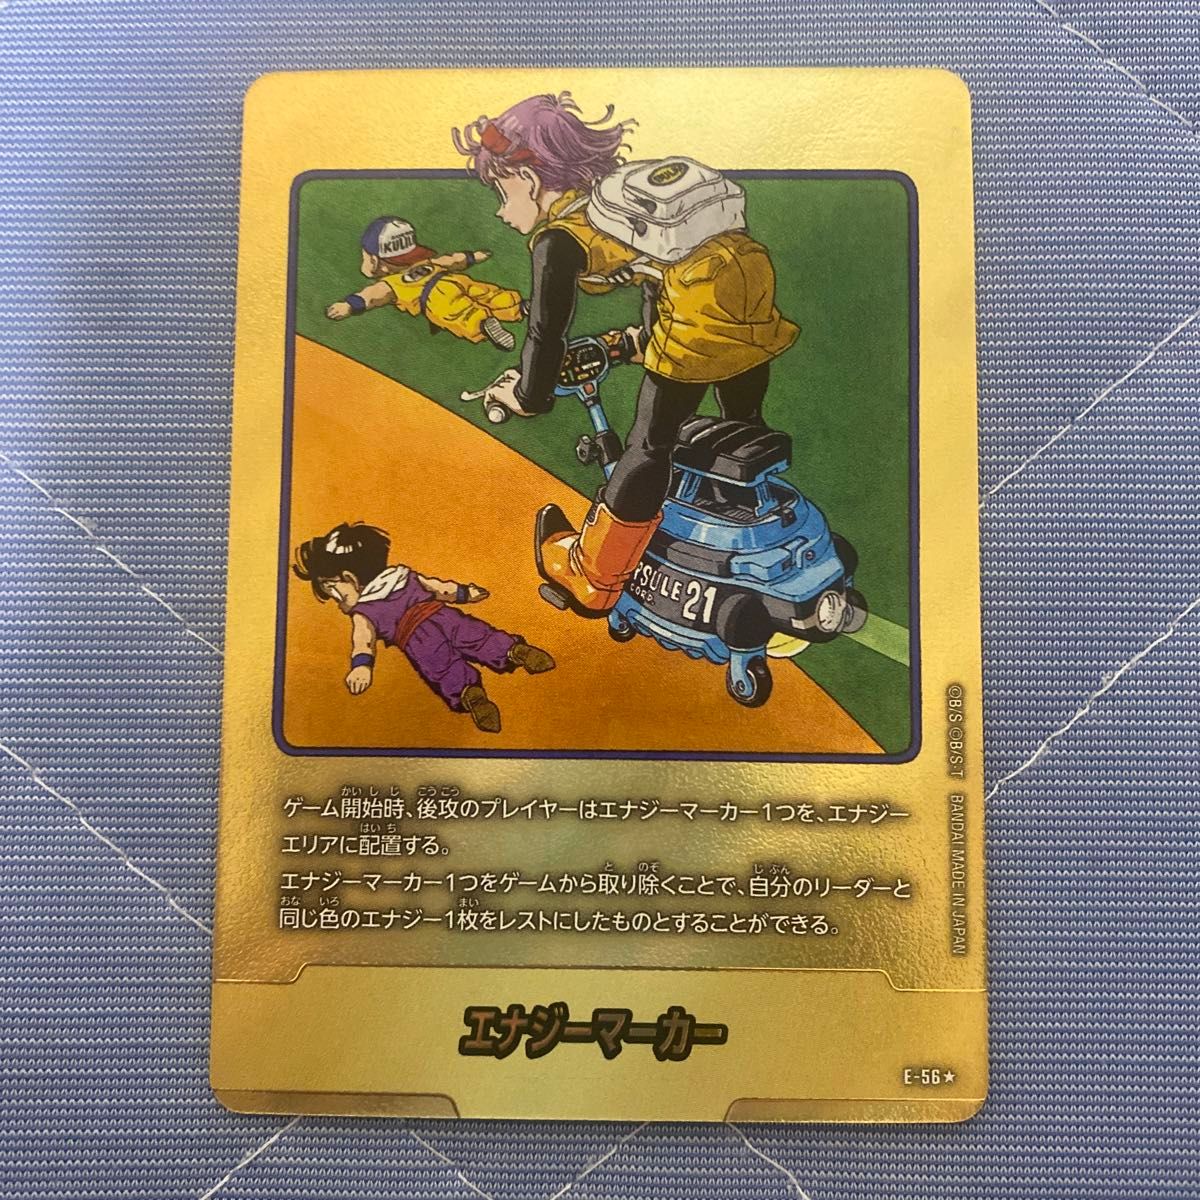 KURILI
PSULE
CORP.
21
ゲーム開始時、後攻のプレイヤーはエナジーマーカー1つを、エナジー
エリアに配置する。
エナジーマーカー1つをゲームから取り除くことで、自分のリーダーと
同じ色のエナジー1枚をレストにしたものとすることができる。
エナジーマーカー
E-56★
©B/S ©B/S・T BANDAI MADE IN JAPAN